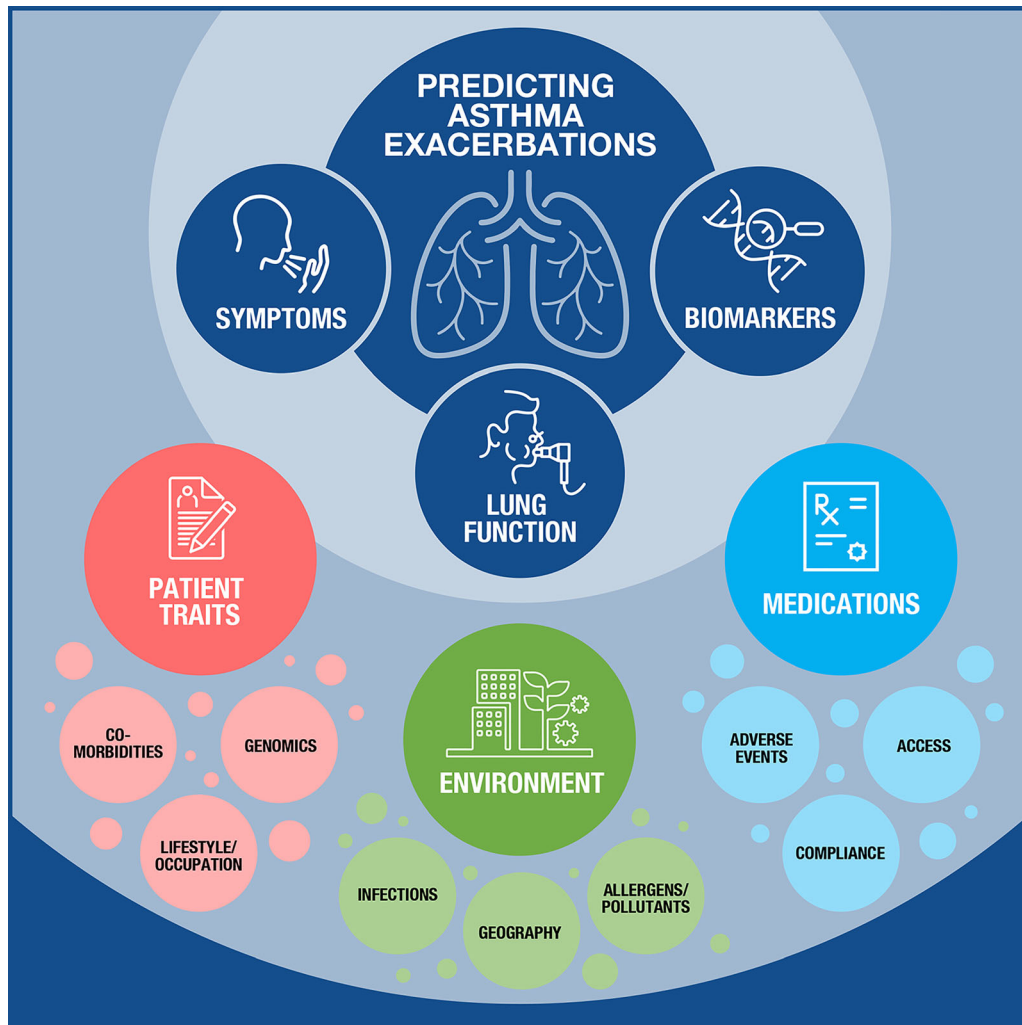 PREDICTING
ASTHMA
EXACERBATIONS
SYMPTOMS
BIOMARKERS
LUNG
FUNCTION
PATIENT
TRAITS
Rx
MEDICATIONS
CO-
MORBIDITIES
GENOMICS
LIFESTYLE/
OCCUPATION
ENVIRONMENT
INFECTIONS
GEOGRAPHY
ALLERGENS/
POLLUTANTS
ADVERSE
EVENTS
ACCESS
COMPLIANCE